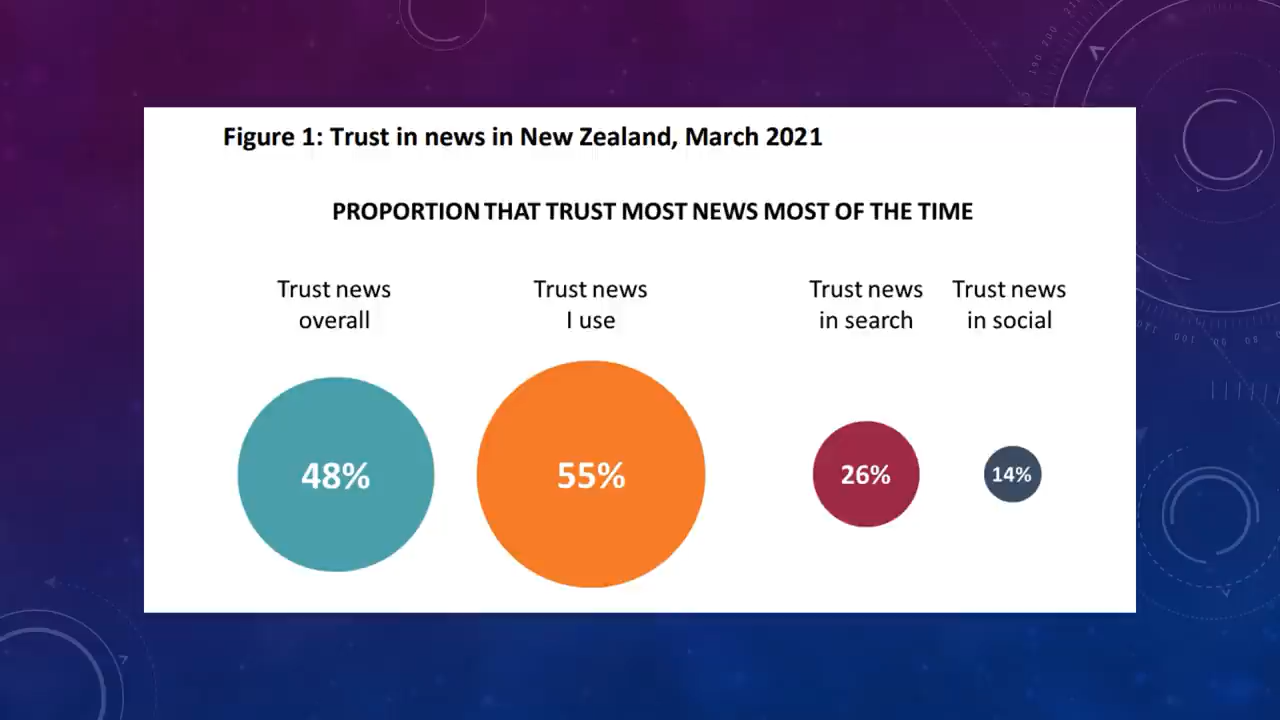 Figure 1: Trust in news in New Zealand, March 2021
PROPORTION THAT TRUST MOST NEWS MOST OF THE TIME
Trust news
overall
Trust news
I use
Trust news
in search
Trust news
in social
48%
55%
26%
14%